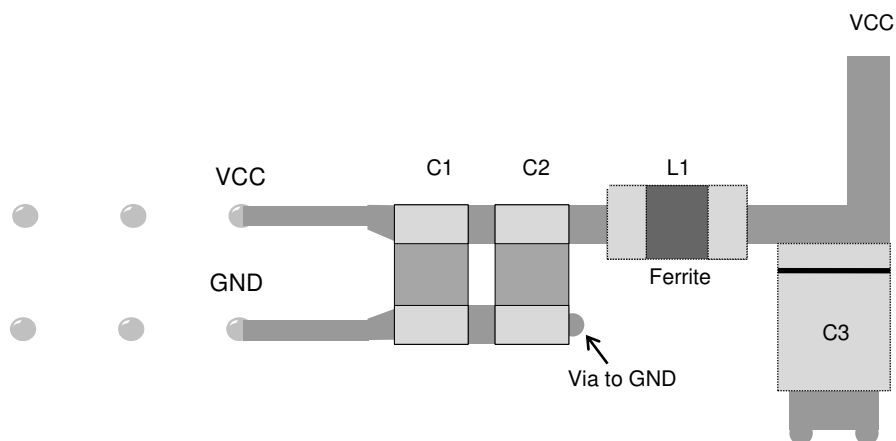 VCC
C1
C2
L1
VCC
GND
Ferrite
C3
Via to GND